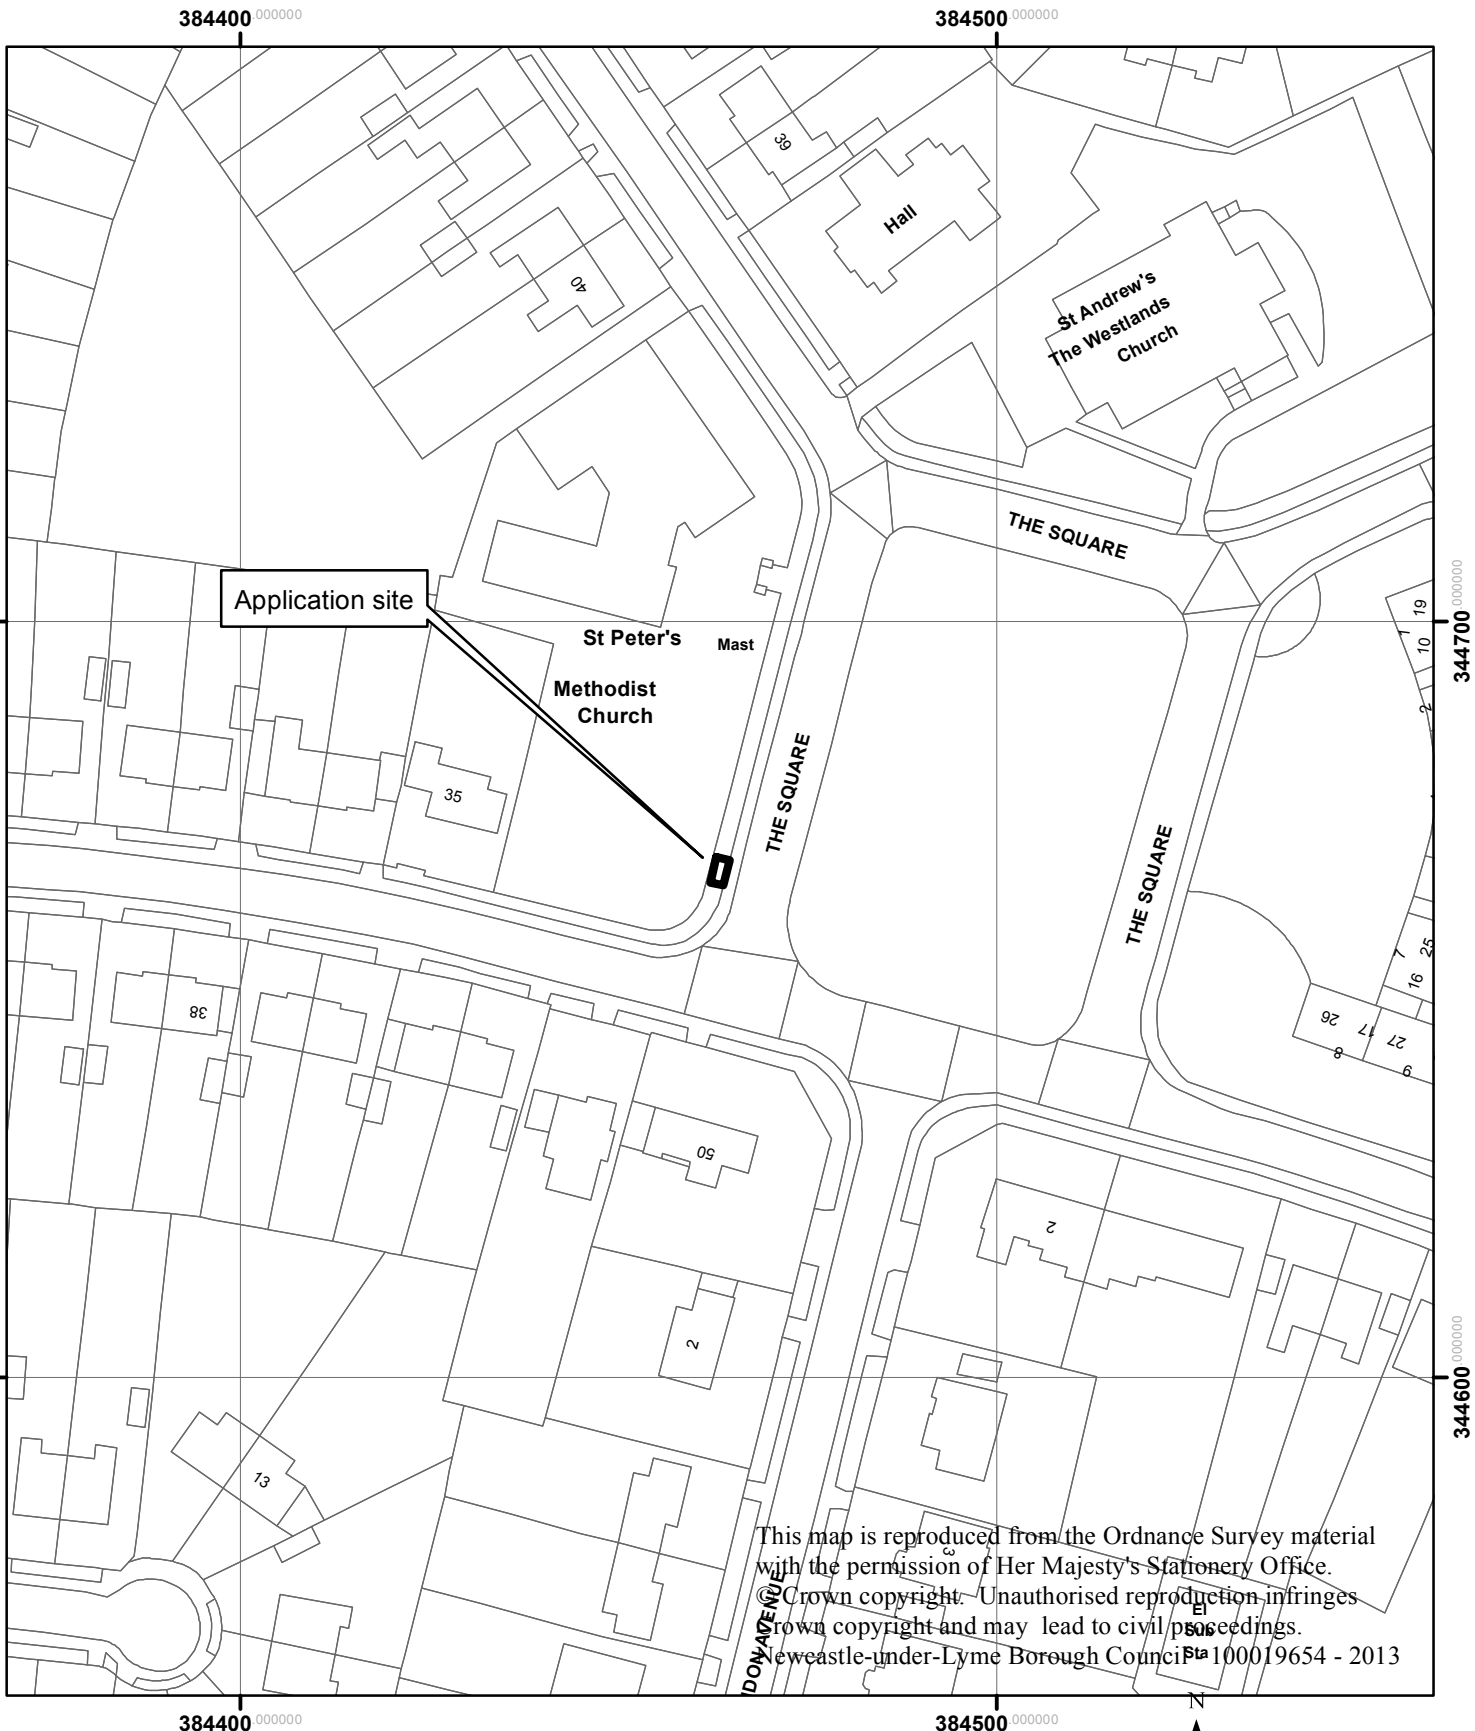 384400.000000
384500.000000
39
Hall
40
St Andrew's
The Westlands
Church
THE SQUARE
Application site
St Peter's
Mast
Methodist
Church
35
THE SQUARE
THE SQUARE
19
1
10
2
344700.000000
7
25
16
26
17
27
8
9
38
50
2
2
344600.000000
13
3
This map is reproduced from the Ordnance Survey material
with the permission of Her Majesty's Stationery Office.
© Crown copyright. Unauthorised reproduction infringes
Crown copyright and may lead to civil proceedings.
Newcastle-under-Lyme Borough Council - 100019654 - 2013
El
Sub
Sta
AVENUE
384400.000000
384500.000000
N